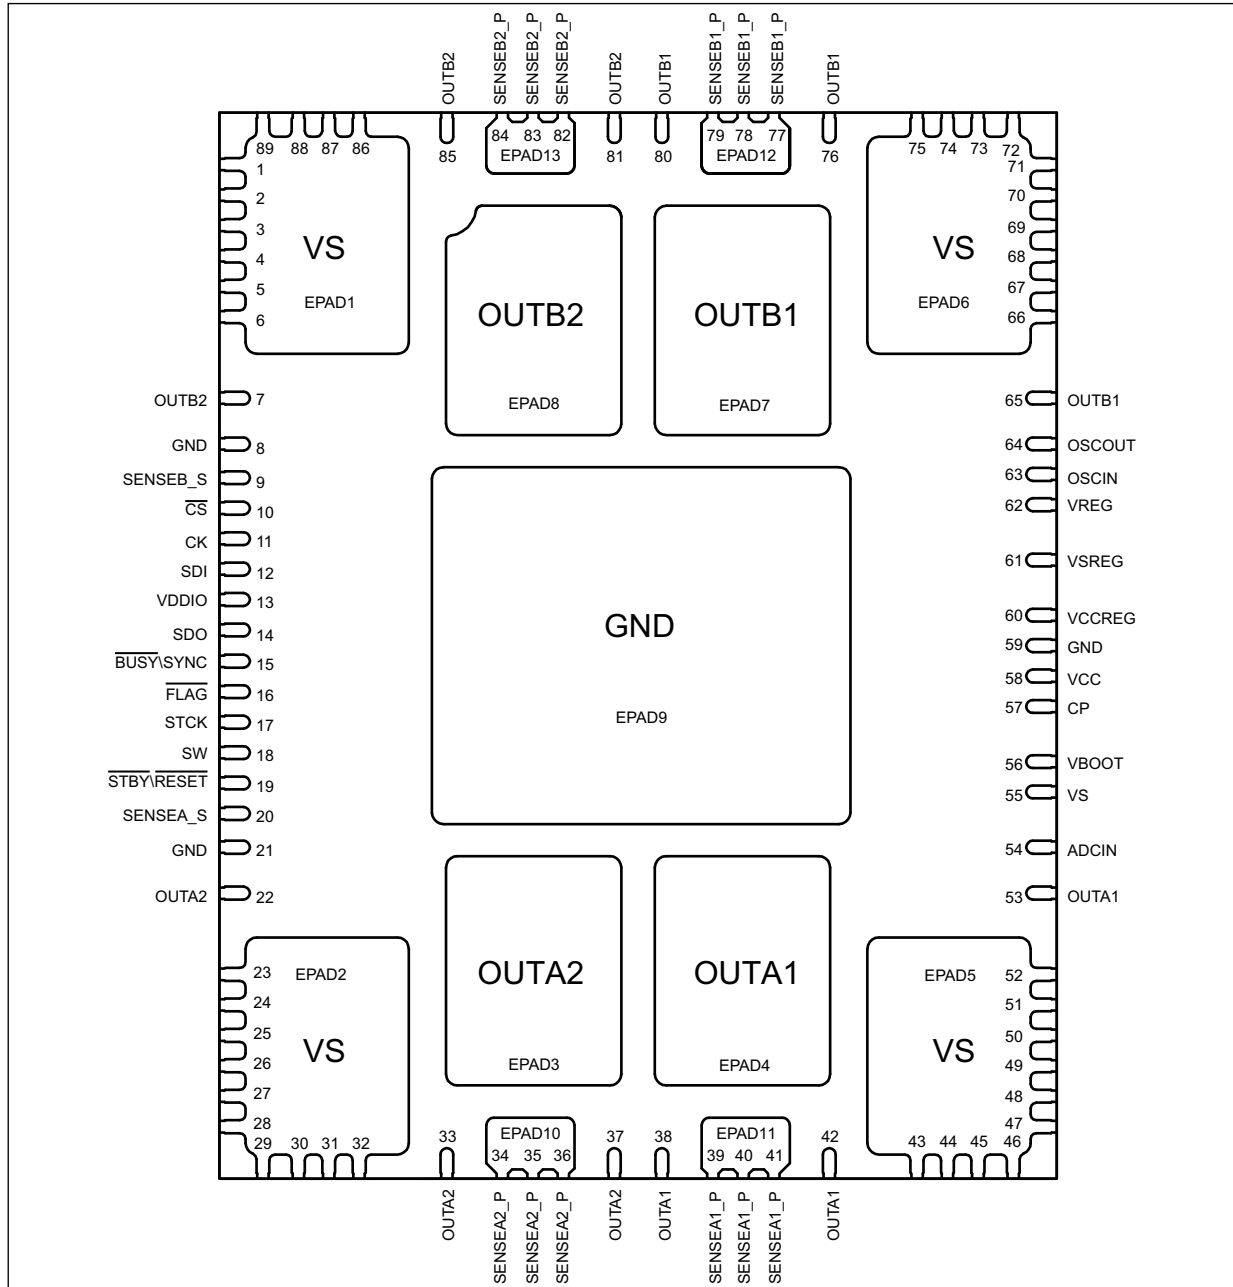 OUTB2
SENSEB2_P
SENSEB2_P
SENSEB2_P
OUTB2
OUTB1
SENSEB1_P
SENSEB1_P
SENSEB1_P
OUTB1
89 88 87 86
85
84 83 82
EPAD13
81
80
79 78 77
EPAD12
76
75 74 73 72
1
2
3
4
5
6
VS
EPAD1
OUTB2
EPAD8
OUTB1
EPAD7
VS
EPAD6
71
70
69
68
67
66
OUTB2 7
GND 8
SENSEB_S 9
CS 10
CK 11
SDI 12
VDDIO 13
SDO 14
BUSY\SYNC 15
FLAG 16
STCK 17
SW 18
STBY\RESET 19
SENSEA_S 20
GND 21
OUTA2 22
GND
EPAD9
65 OUTB1
64 OSCOUT
63 OSCIN
62 VREG
61 VSREG
60 VCCREG
59 GND
58 VCC
57 CP
56 VBOOT
55 VS
54 ADCIN
53 OUTA1
23
24
25
26
27
28
EPAD2
VS
OUTA2
EPAD3
OUTA1
EPAD4
EPAD5
VS
52
51
50
49
48
47
29 30 31 32
33
EPAD10
34 35 36
37
38
EPAD11
39 40 41
42
43 44 45 46
OUTA2
SENSEA2_P
SENSEA2_P
SENSEA2_P
OUTA2
OUTA1
SENSEA1_P
SENSEA1_P
SENSEA1_P
OUTA1